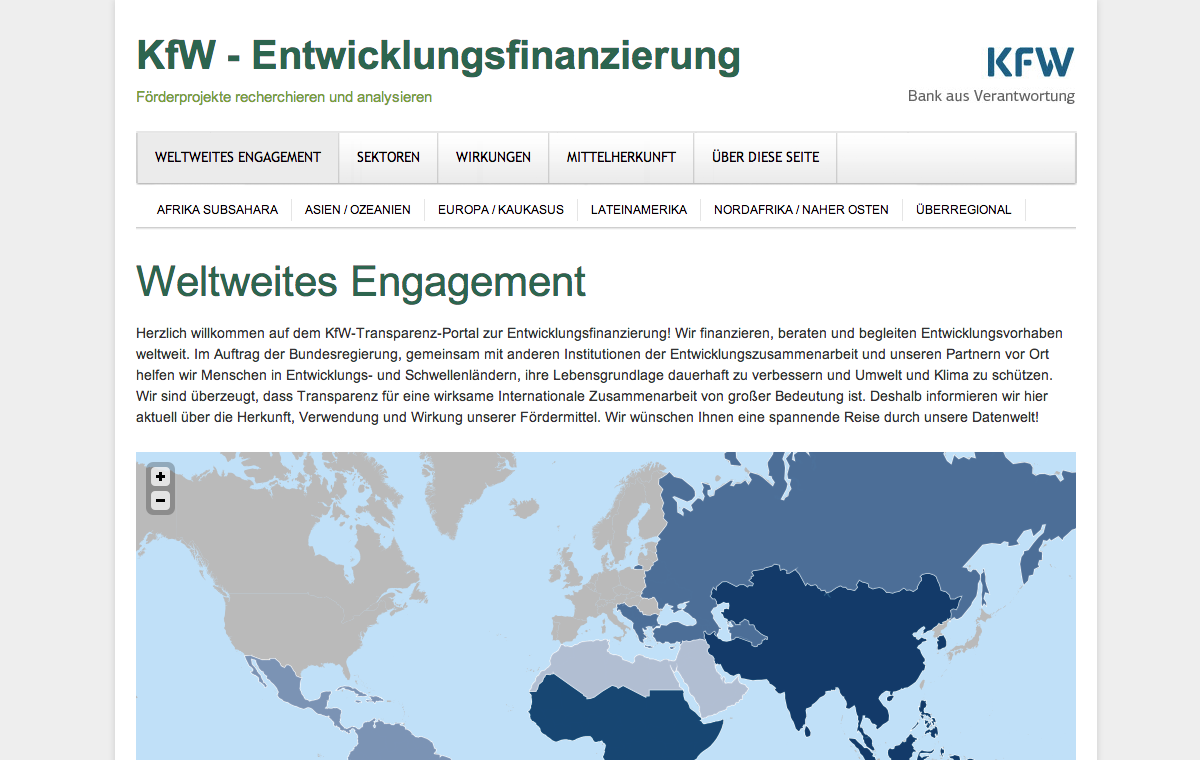 KfW - Entwicklungsfinanzierung
Förderprojekte recherchieren und analysieren
KFW
Bank aus Verantwortung
WELTWEITES ENGAGEMENT SEKTOREN WIRKUNGEN MITTELHERKUNFT ÜBER DIESE SEITE
AFRIKA SUBSAHARA ASIEN / OZEANIEN EUROPA / KAUKASUS LATEINAMERIKA NORDAFRIKA / NAHER OSTEN ÜBERREGIONAL
Weltweites Engagement
Herzlich willkommen auf dem KfW-Transparenz-Portal zur Entwicklungsfinanzierung! Wir finanzieren, beraten und begleiten Entwicklungsvorhaben
weltweit. Im Auftrag der Bundesregierung, gemeinsam mit anderen Institutionen der Entwicklungszusammenarbeit und unseren Partnern vor Ort
helfen wir Menschen in Entwicklungs- und Schwellenländern, ihre Lebensgrundlage dauerhaft zu verbessern und Umwelt und Klima zu schützen.
Wir sind überzeugt, dass Transparenz für eine wirksame Internationale Zusammenarbeit von großer Bedeutung ist. Deshalb informieren wir hier
aktuell über die Herkunft, Verwendung und Wirkung unserer Fördermittel. Wir wünschen Ihnen eine spannende Reise durch unsere Datenwelt!
+
−